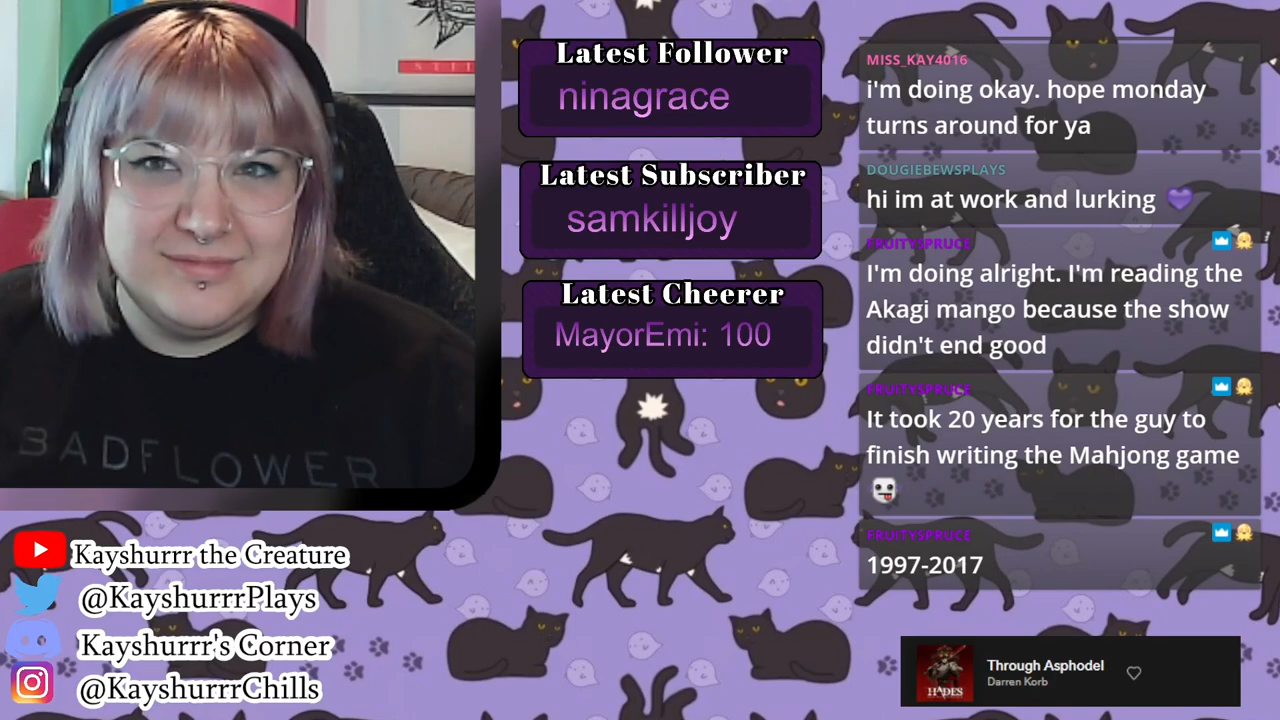 BADFLOWER
Latest Follower
ninagrace
Latest Subscriber
samkilljoy
Latest Cheerer
MayorEmi: 100
MISS_KAY4016
i'm doing okay. hope monday
turns around for ya
DOUGIEBEWSPLAYS
hi im at work and lurking
FRUITYSPRUCE
I'm doing alright. I'm reading the
Akagi mango because the show
didn't end good
FRUITYSPRUCE
It took 20 years for the guy to
finish writing the Mahjong game
FRUITYSPRUCE
1997-2017
Kayshurrr the Creature
@KayshurrrPlays
Kayshurrr's Corner
@KayshurrrChills
HADES
Through Asphodel
Darren Korb